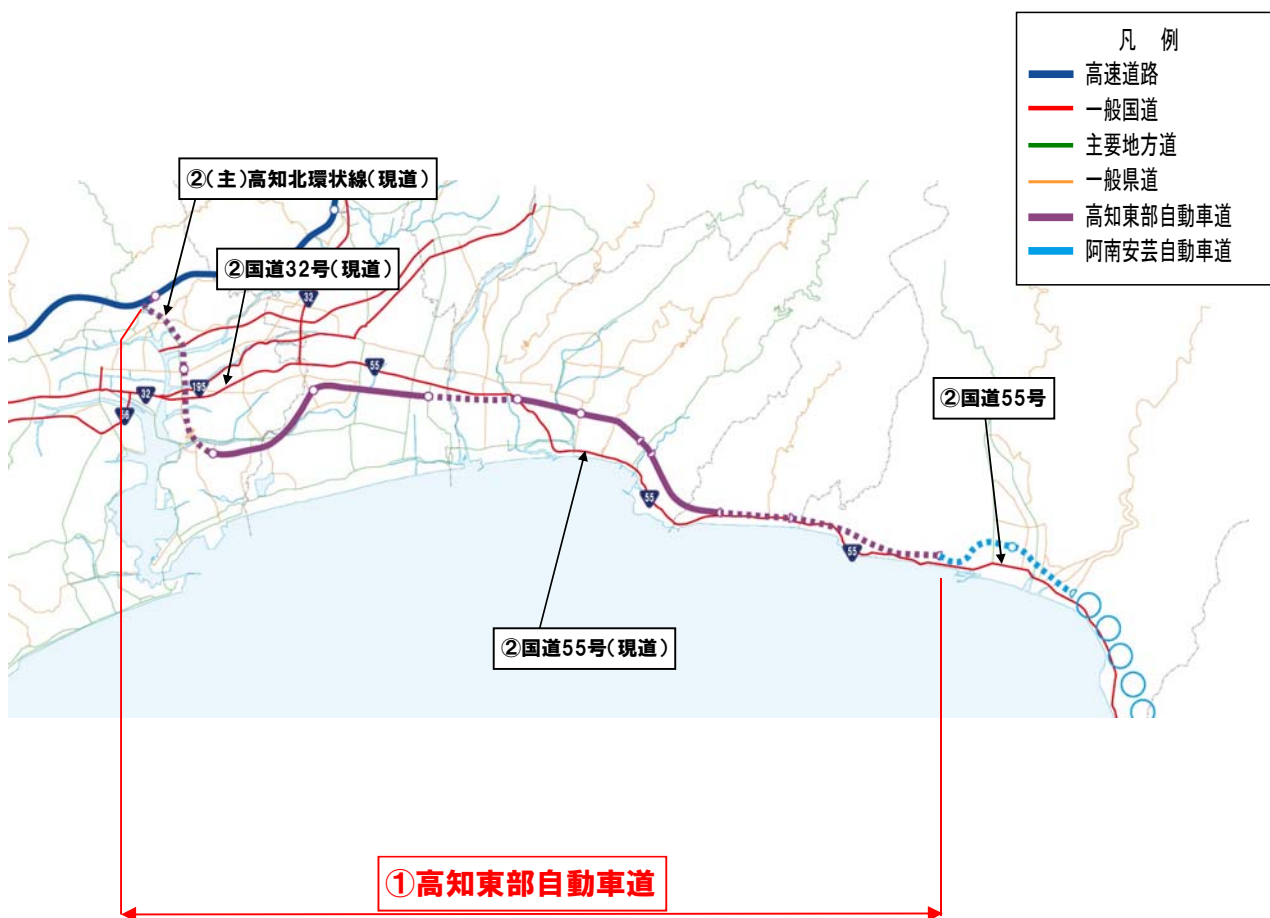 凡 例
高速道路
一般国道
主要地方道
一般県道
高知東部自動車道
阿南安芸自動車道
②(主)高知北環状線(現道)
②国道32号(現道)
32
55
195
32
56
②国道55号
55
55
②国道55号(現道)
①高知東部自動車道